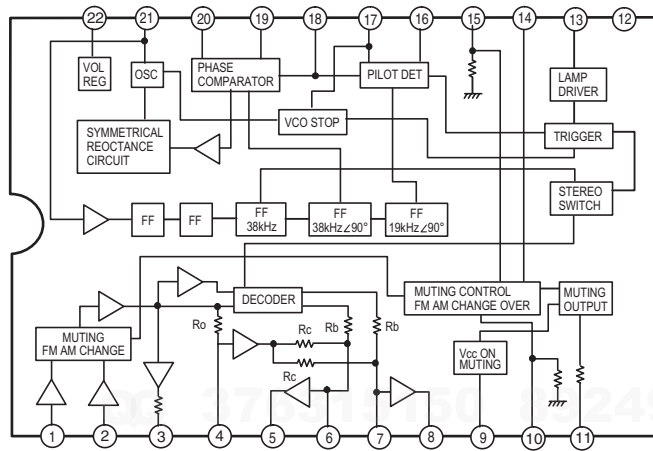 22 21 20 19 18 17 16 15 14 13 12
VOL
REG
OSC
PHASE
COMPARATOR
PILOT DET
LAMP
DRIVER
SYMMETRICAL
REOCTANCE
CIRCUIT
VCO STOP
TRIGGER
STEREO
SWITCH
FF
FF
FF
38kHz
FF
38kHz∠90°
FF
19kHz∠90°
DECODER
MUTING CONTROL
FM AM CHANGE OVER
MUTING
OUTPUT
MUTING
FM AM CHANGE
Ro
Rc
Rb
Rb
Rc
Vcc ON
MUTING
1 2 3 4 5 6 7 8 9 10 11